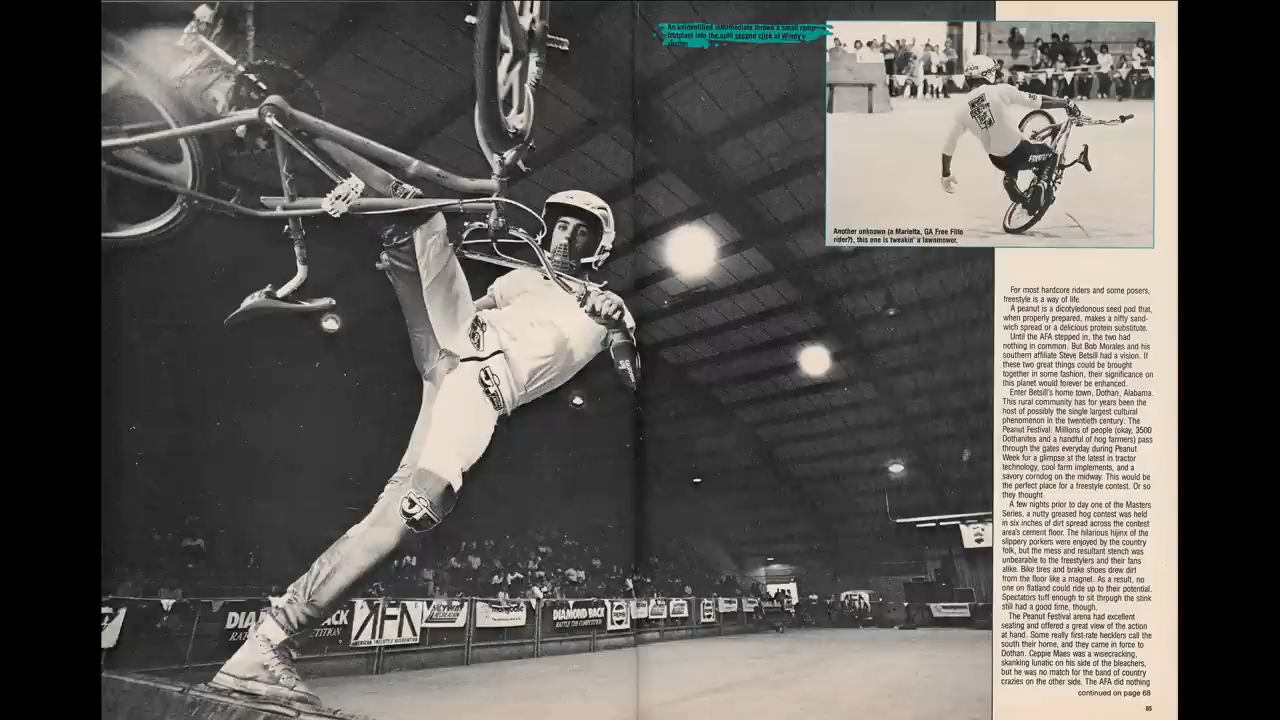 An unidentified intermediate throws a small ramp
footplant into the split second click of Windy's
shutter.
Another unknown (a Marietta, GA Free Flite
rider?), this one is tweakin' a lawnmower.
For most hardcore riders and some posers,
freestyle is a way of life.
A peanut is a dicotyledonous seed pod that,
when properly prepared, makes a nifty sand-
wich spread or a delicious protein substitute.
Until the AFA stepped in, the two had
nothing in common. But Bob Morales and his
southern affiliate Steve Betsill had a vision. If
these two great things could be brought
together in some fashion, their significance on
this planet would forever be enhanced.
Enter Betsill's home town, Dothan, Alabama.
This rural community has for years been the
host of possibly the single largest cultural
phenomenon in the twentieth century: The
Peanut Festival. Millions of people (okay, 3500
Dothanites and a handful of hog farmers) pass
through the gates everyday during Peanut
Week for a glimpse at the latest in tractor
technology, cool farm implements, and a
savory corndog on the midway. This would be
the perfect place for a freestyle contest. Or so
they thought
A few nights prior to day one of the Masters
Series, a nutty greased hog contest was held
in six inches of dirt spread across the contest
area's cement floor. The hilarious hijinx of the
slippery porkers were enjoyed by the country
folk, but the mess and resultant stench was
unbearable to the freestylers and their fans
alike. Bike tires and brake shoes drew dirt
from the floor like a magnet. As a result, no
one on flatland could ride up to their potential.
Spectators tuff enough to sit through the stink
still had a good time, though.
The Peanut Festival arena had excellent
seating and offered a great view of the action
at hand. Some really first-rate hecklers call the
south their home, and they came in force to
Dothan. Ceppie Maes was a wisecracking,
skanking lunatic on his side of the bleachers,
but he was no match for the band of country
crazies on the other side. The AFA did nothing
continued on page 68
65
JT
AFA
AMERICAN FREESTYLE ASSOCIATION
SKYWAY
mongoose
DIAMOND BACK
BATTLE THE COMPETITION